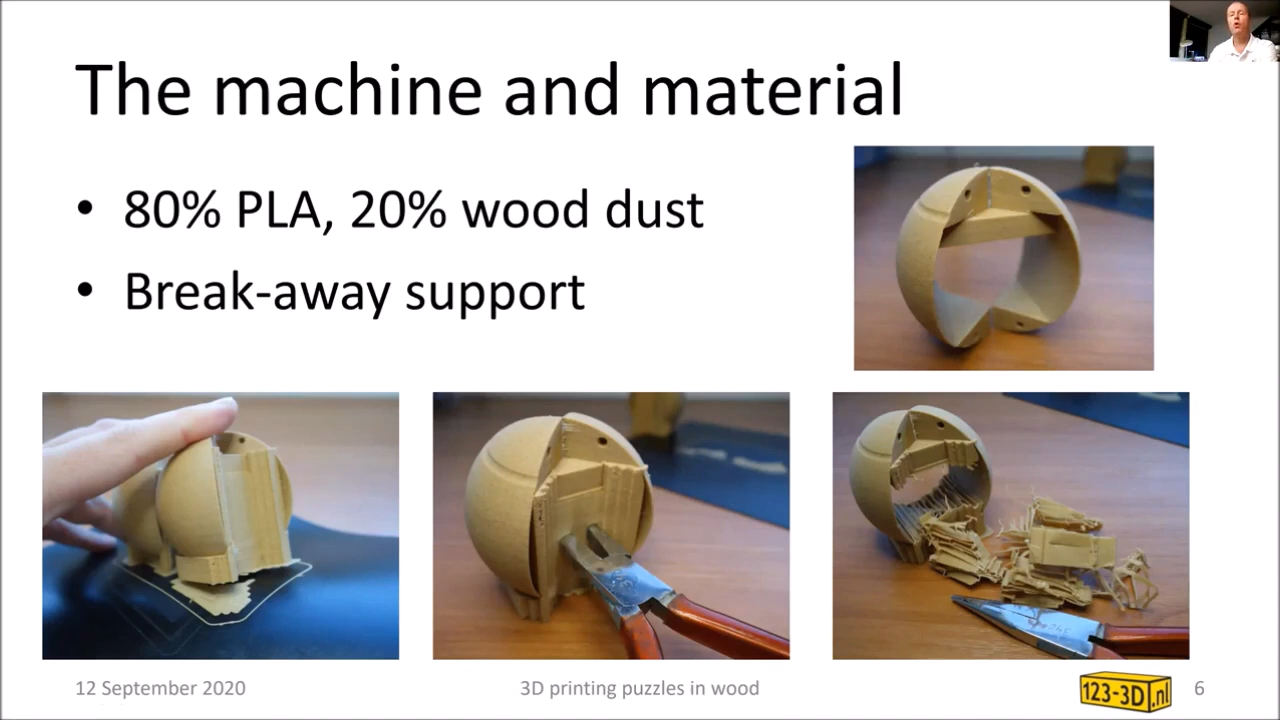 The machine and material
• 80% PLA, 20% wood dust
• Break-away support
12 September 2020
3D printing puzzles in wood
123-3D.nl
6